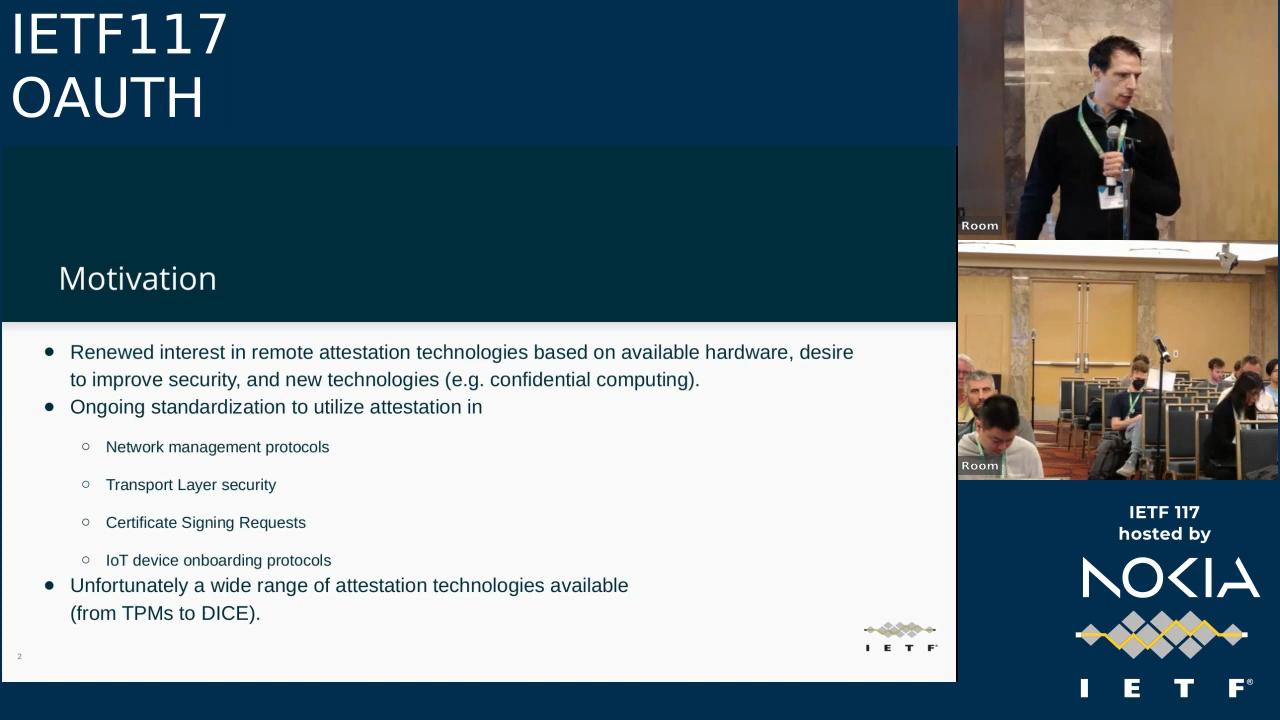 IETF117
OAUTH
Motivation
● Renewed interest in remote attestation technologies based on available hardware, desire
to improve security, and new technologies (e.g. confidential computing).
● Ongoing standardization to utilize attestation in
○ Network management protocols
○ Transport Layer security
○ Certificate Signing Requests
○ IoT device onboarding protocols
● Unfortunately a wide range of attestation technologies available
(from TPMs to DICE).
2
I E T F®
Room
Room
IETF 117
hosted by
NOKIA
I E T F®